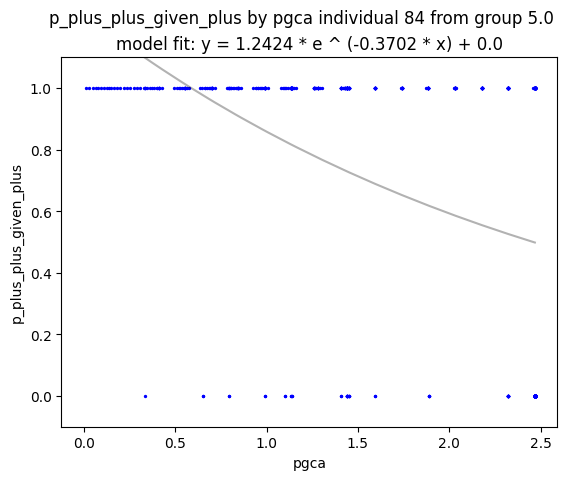 p_plus_plus_given_plus by pgca individual 84 from group 5.0
model fit: y = 1.2424 * e ^ (-0.3702 * x) + 0.0
1.0
0.8
0.6
0.4
0.2
0.0
p_plus_plus_given_plus
0.0 0.5 1.0 1.5 2.0 2.5
pgca